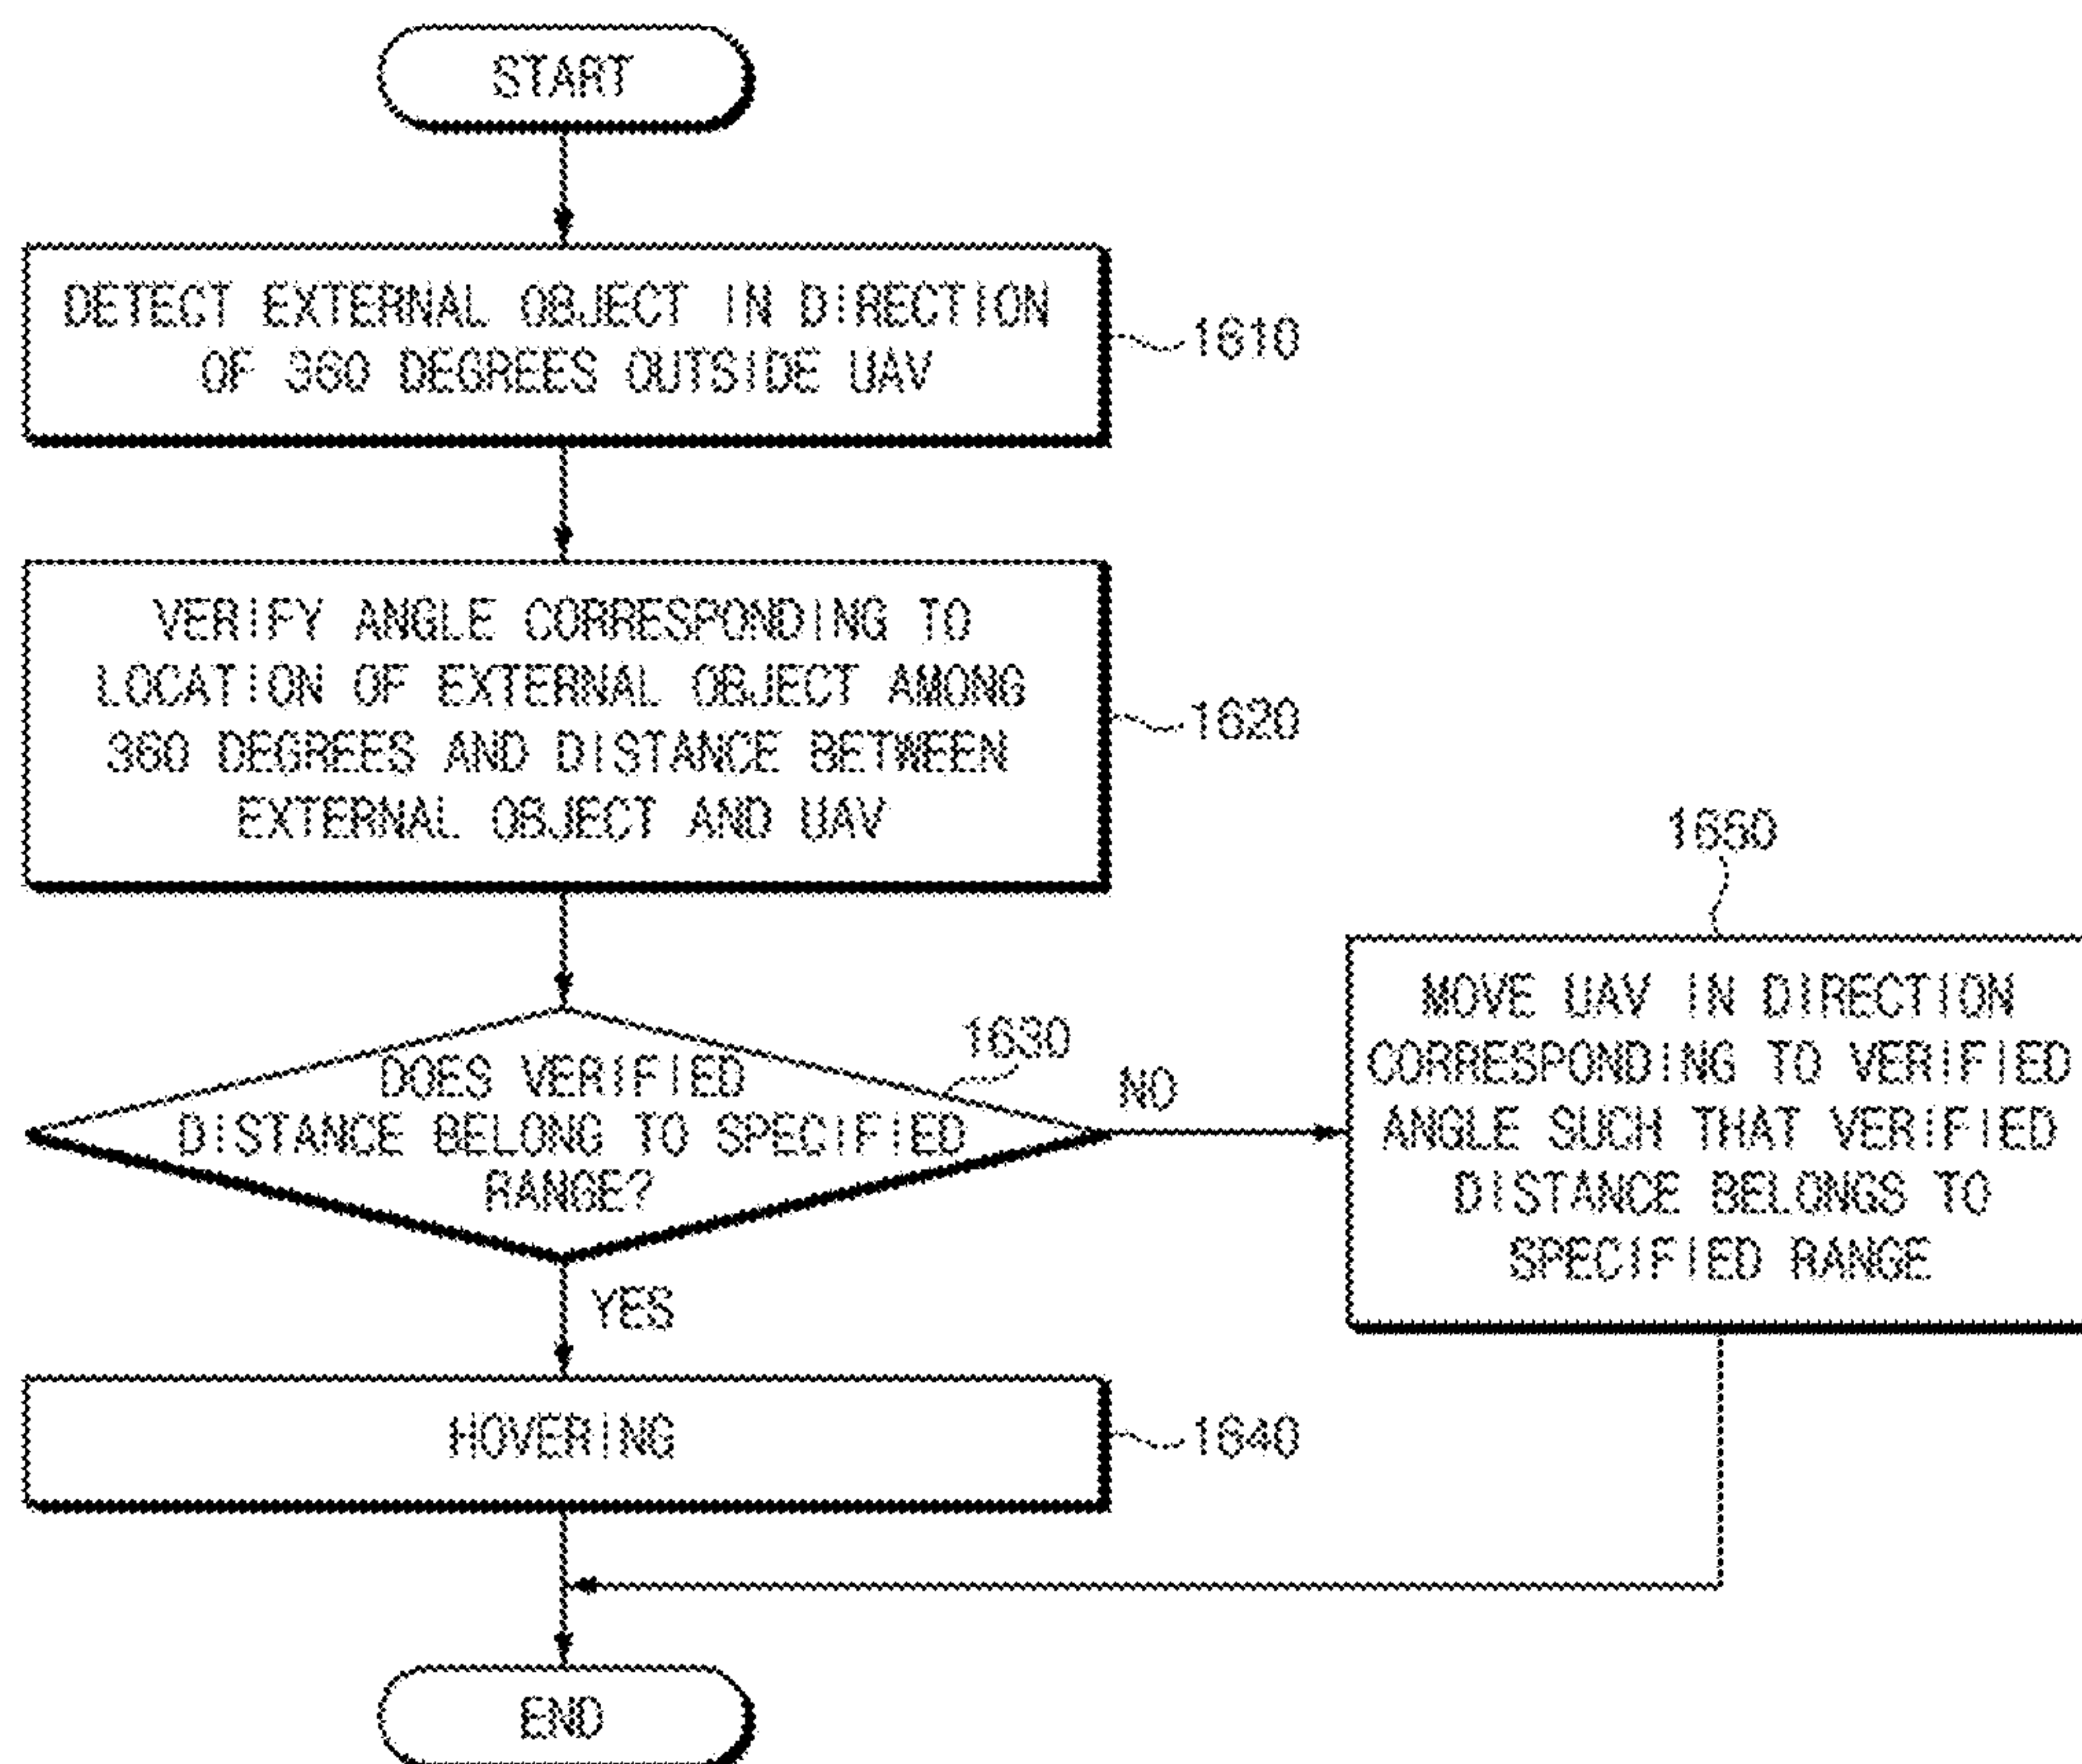 START
DETECT EXTERNAL OBJECT IN DIRECTION
OF 360 DEGREES OUTSIDE UAV
1610
VERIFY ANGLE CORRESPONDING TO
LOCATION OF EXTERNAL OBJECT AMONG
360 DEGREES AND DISTANCE BETWEEN
EXTERNAL OBJECT AND UAV
1620
DOES VERIFIED
DISTANCE BELONG TO SPECIFIED
RANGE?
1630
NO
1650
MOVE UAV IN DIRECTION
CORRESPONDING TO VERIFIED
ANGLE SUCH THAT VERIFIED
DISTANCE BELONGS TO
SPECIFIED RANGE
YES
HOVERING
1640
END